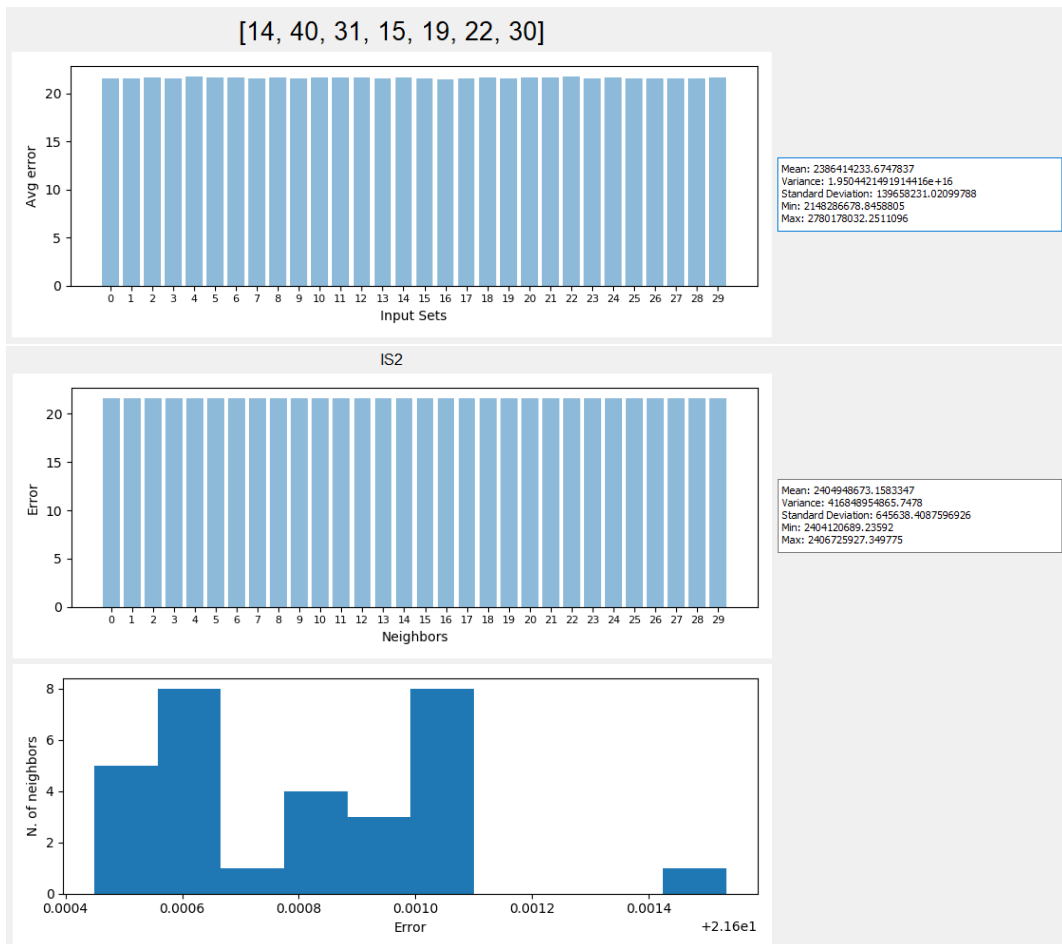 [14, 40, 31, 15, 19, 22, 30]
20
15
10
5
0
Avg error
0 1 2 3 4 5 6 7 8 9 10 11 12 13 14 15 16 17 18 19 20 21 22 23 24 25 26 27 28 29
Input Sets
Mean: 2386414233.6747837
Variance: 1.9504421491914416e+16
Standard Deviation: 139658231.02099788
Min: 2148286678.8458805
Max: 2780178032.2511096
IS2
20
15
10
5
0
Error
0 1 2 3 4 5 6 7 8 9 10 11 12 13 14 15 16 17 18 19 20 21 22 23 24 25 26 27 28 29
Neighbors
Mean: 2404948673.1583347
Variance: 416848954865.7478
Standard Deviation: 645638.4087596926
Min: 2404120689.23592
Max: 2406725927.349775
8
6
4
2
0
N. of neighbors
0.0004 0.0006 0.0008 0.0010 0.0012 0.0014
Error
+2.16e1